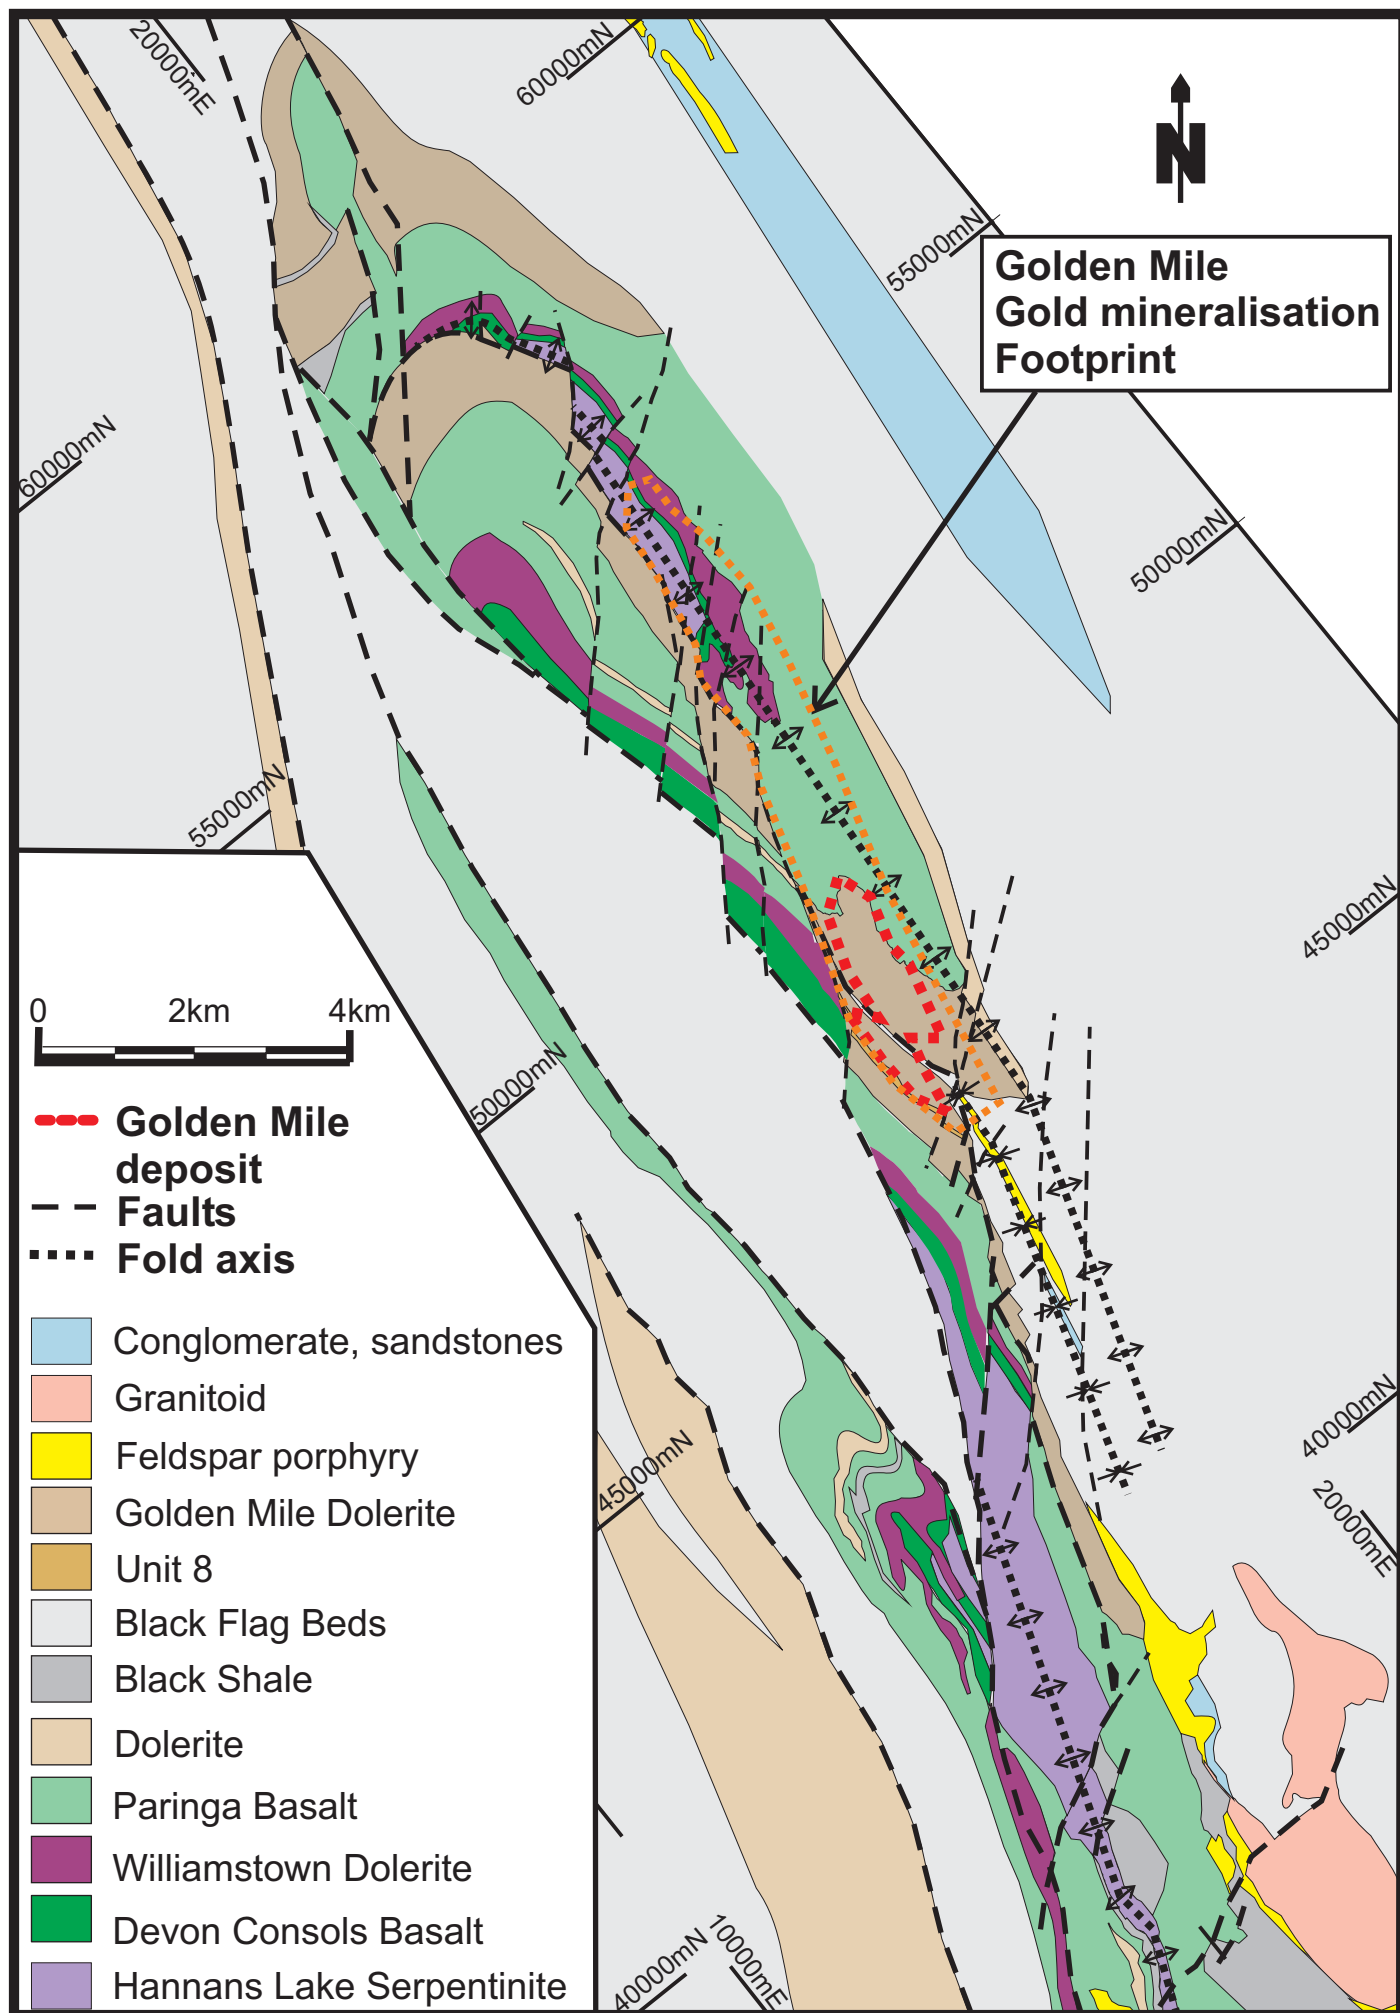 20000mE
60000mN
N
55000mN
Golden Mile
Gold mineralisation
Footprint
60000mN
50000mN
55000mN
45000mN
0 2km 4km
50000mN
Golden Mile
deposit
Faults
Fold axis
Conglomerate, sandstones
Granitoid
Feldspar porphyry
Golden Mile Dolerite
Unit 8
Black Flag Beds
Black Shale
Dolerite
Paringa Basalt
Williamstown Dolerite
Devon Consols Basalt
Hannans Lake Serpentinite
45000mN
40000mN
20000mE
40000mN
10000mE